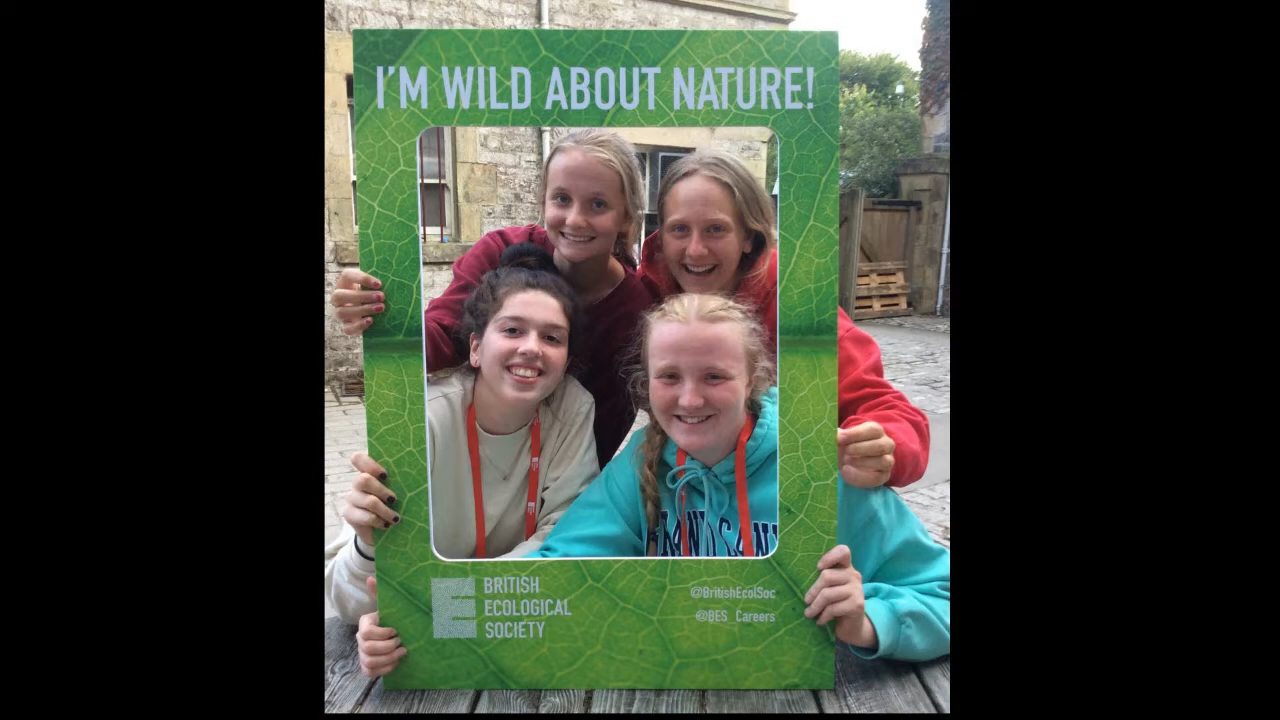 I'M WILD ABOUT NATURE!
BRITISH
ECOLOGICAL
SOCIETY
@BritishEcolSoc
@BES_Careers